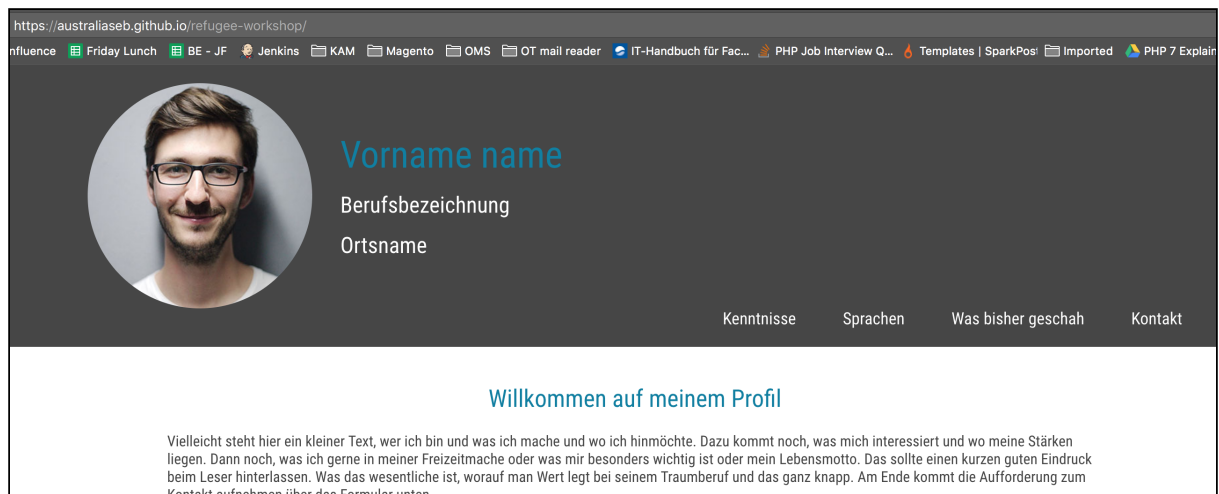 https://australiaseb.github.io/refugee-workshop/
nfluence Friday Lunch BE - JF Jenkins KAM Magento OMS OT mail reader IT-Handbuch für Fac... PHP Job Interview Q... Templates | SparkPost Imported PHP 7 Explain
Vorname name
Berufsbezeichnung
Ortsname
Kenntnisse Sprachen Was bisher geschah Kontakt
Willkommen auf meinem Profil
Vielleicht steht hier ein kleiner Text, wer ich bin und was ich mache und wo ich hinmöchte. Dazu kommt noch, was mich interessiert und wo meine Stärken
liegen. Dann noch, was ich gerne in meiner Freizeitmache oder was mir besonders wichtig ist oder mein Lebensmotto. Das sollte einen kurzen guten Eindruck
beim Leser hinterlassen. Was das wesentliche ist, worauf man Wert legt bei seinem Traumberuf und das ganz knapp. Am Ende kommt die Aufforderung zum
Kontakt aufnehmen über das Formular unten